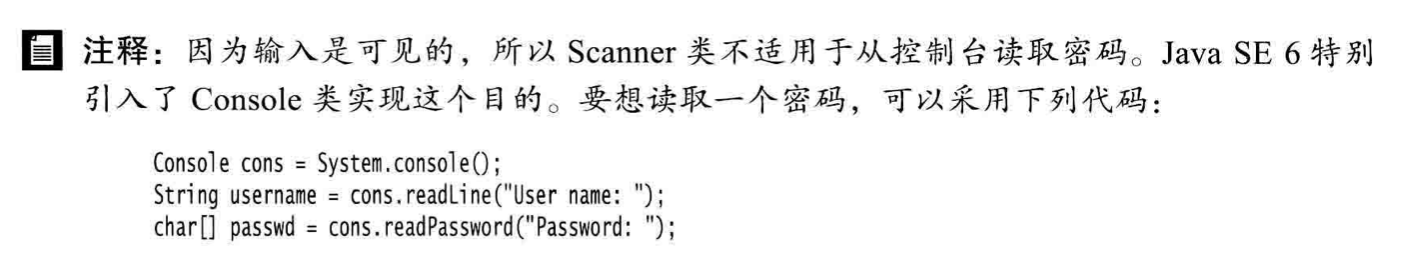 注释：因为输入是可见的，所以 Scanner 类不适用于从控制台读取密码。Java SE 6 特别
引入了 Console 类实现这个目的。要想读取一个密码，可以采用下列代码：
Console cons = System.console();
String username = cons.readLine("User name: ");
char[] passwd = cons.readPassword("Password: ");